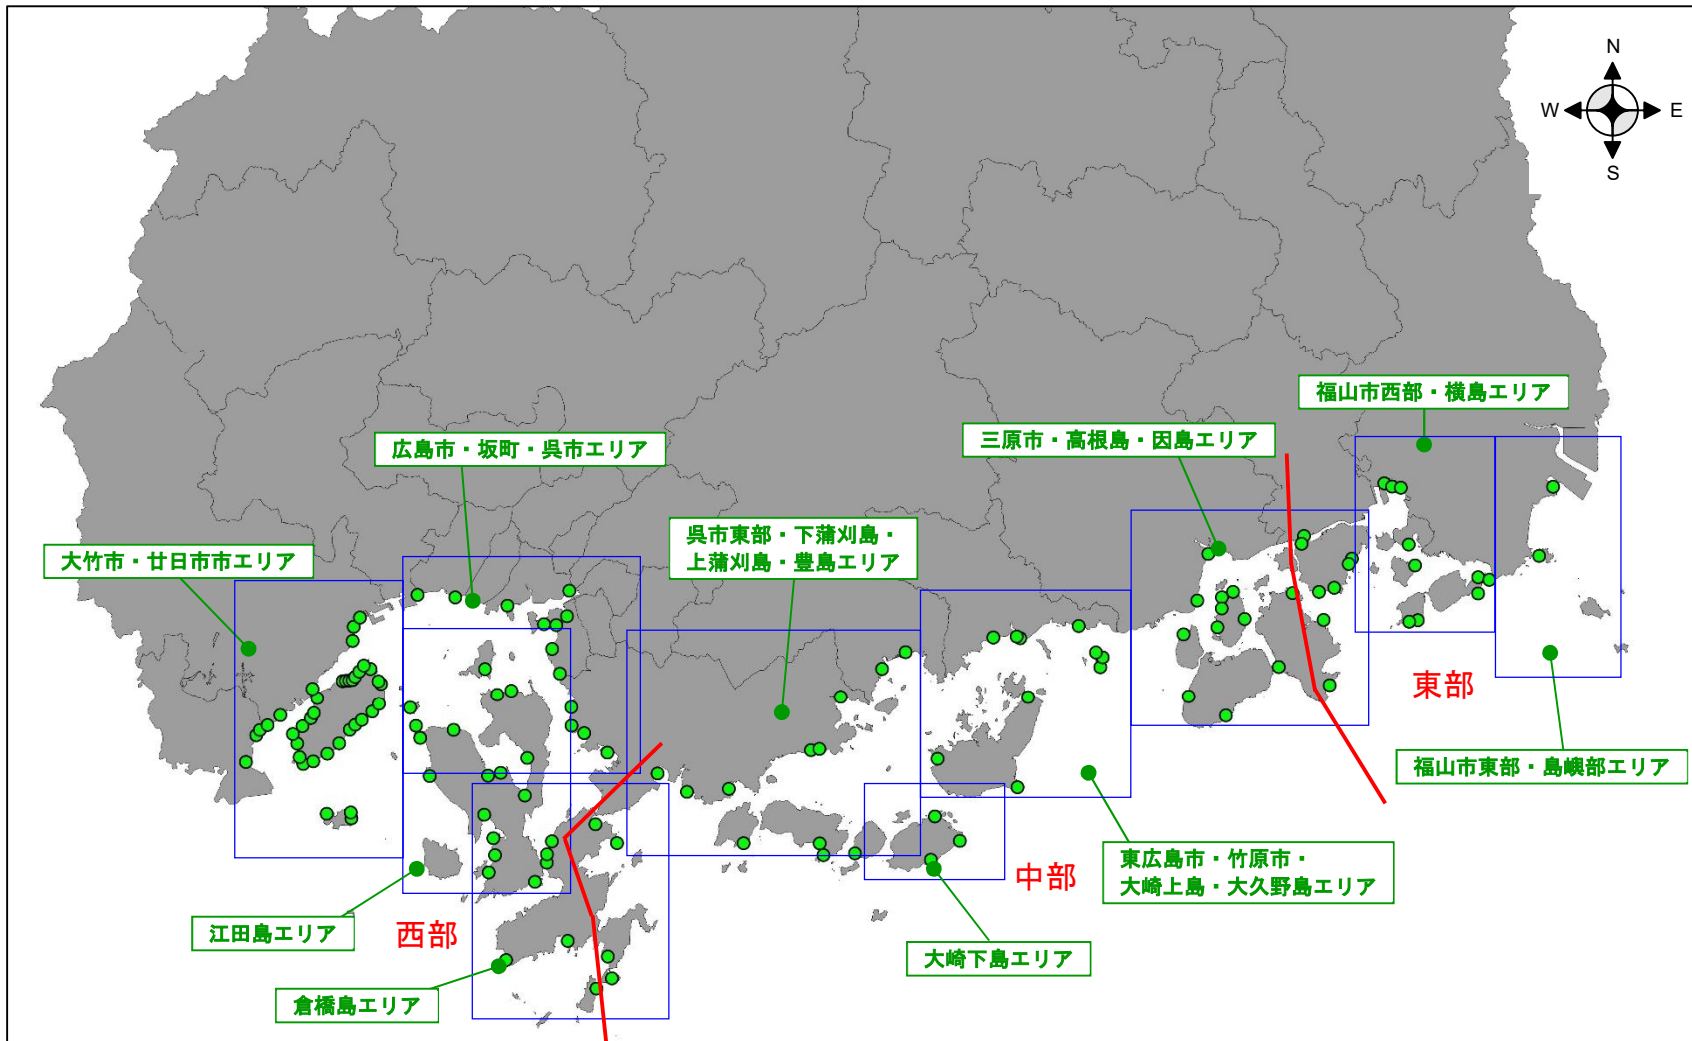 N
W
E
S
福山市西部・横島エリア
三原市・高根島・因島エリア
広島市・坂町・呉市エリア
呉市東部・下蒲刈島・
上蒲刈島・豊島エリア
大竹市・廿日市市エリア
東部
福山市東部・島嶼部エリア
東広島市・竹原市・
大崎上島・大久野島エリア
中部
江田島エリア
西部
大崎下島エリア
倉橋島エリア